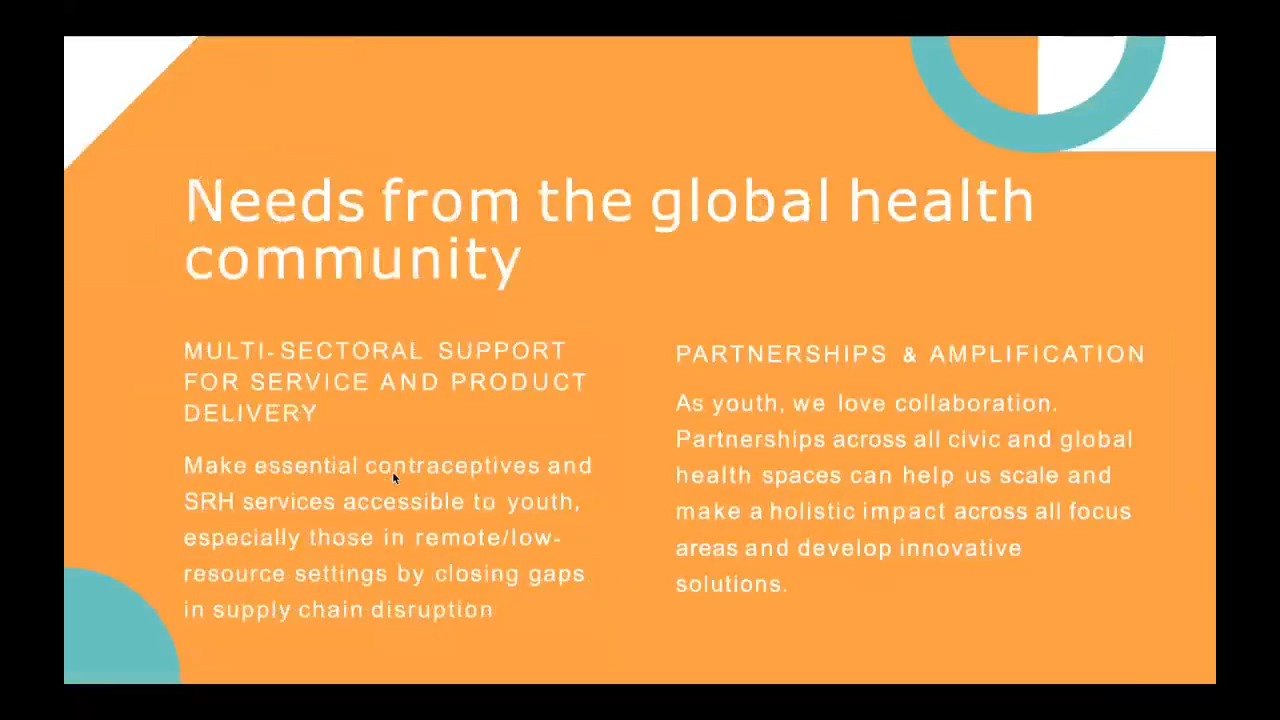 Needs from the global health
community
MULTI-SECTORAL SUPPORT
FOR SERVICE AND PRODUCT
DELIVERY
Make essential contraceptives and
SRH services accessible to youth,
especially those in remote/low-
resource settings by closing gaps
in supply chain disruption
PARTNERSHIPS & AMPLIFICATION
As youth, we love collaboration.
Partnerships across all civic and global
health spaces can help us scale and
make a holistic impact across all focus
areas and develop innovative
solutions.